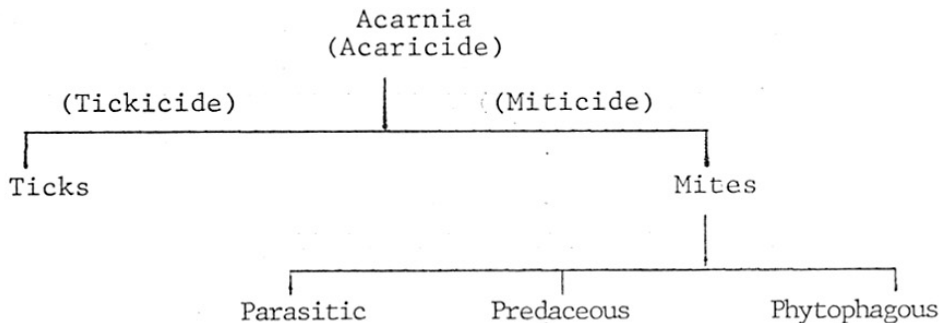 Acarnia
(Acaricide)
(Tickicide) (Miticide)
Ticks Mites
Parasitic Predaceous Phytophagous